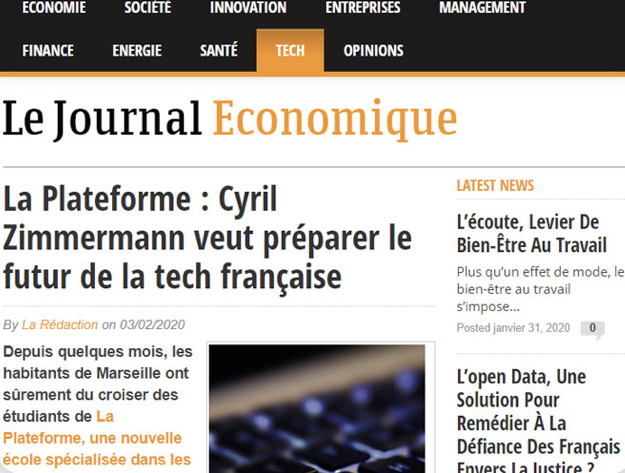 ECONOMIE SOCIÉTÉ INNOVATION ENTREPRISES MANAGEMENT
FINANCE ENERGIE SANTÉ TECH OPINIONS
Le Journal Economique
La Plateforme : Cyril
Zimmermann veut préparer le
futur de la tech française
By La Rédaction on 03/02/2020
Depuis quelques mois, les
habitants de Marseille ont
sûrement du croiser des
étudiants de La
Plateforme, une nouvelle
école spécialisée dans les
LATEST NEWS
L'écoute, Levier De
Bien-Être Au Travail
Plus qu'un effet de mode, le
bien-être au travail
s'impose...
Posted janvier 31, 2020 0
L'open Data, Une
Solution Pour
Remédier À La
Défiance Des Français
Envers La Justice ?